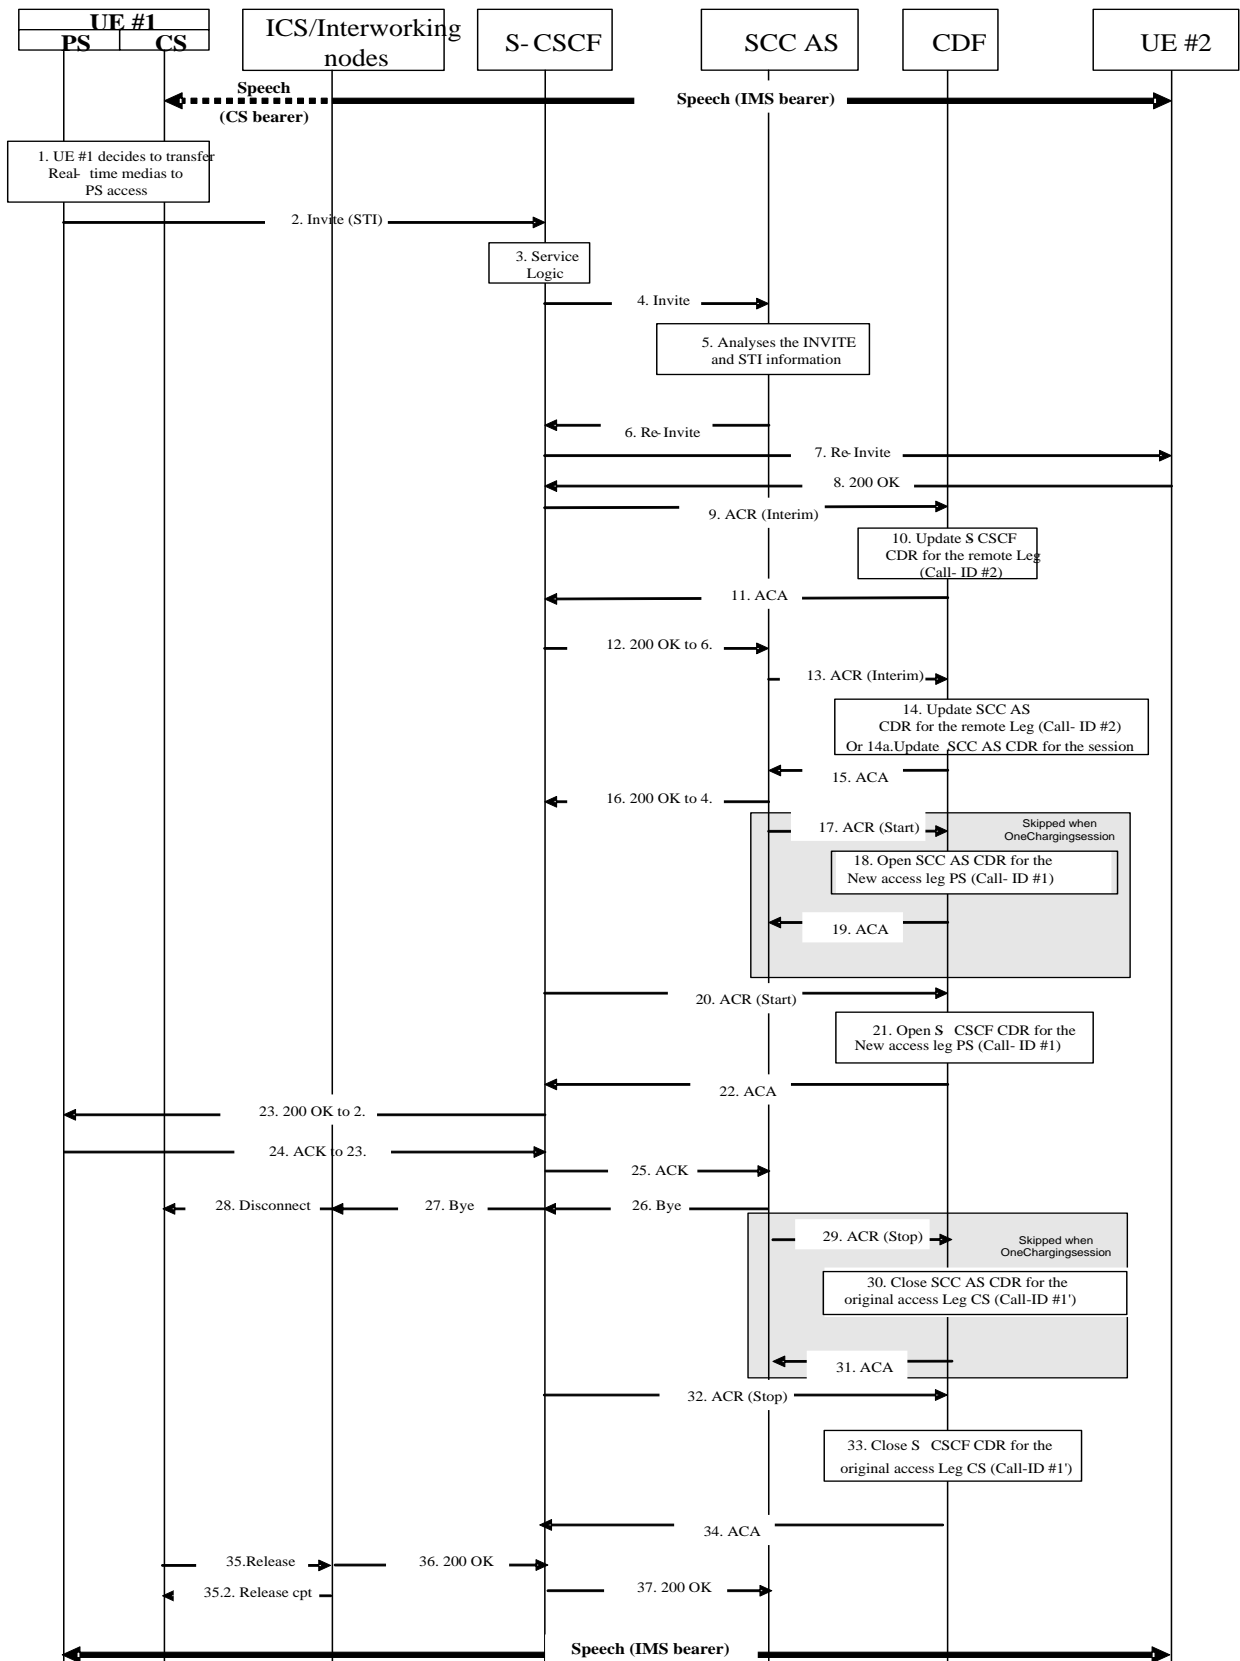 UE #1
PS CS
ICS/Interworking
nodes
S- CSCF
SCC AS
CDF
UE #2
Speech
(CS bearer)
Speech (IMS bearer)
1. UE #1 decides to transfer
Real- time medias to
PS access
2. Invite (STI)
3. Service
Logic
4. Invite
5. Analyses the INVITE
and STI information
6. Re-Invite
7. Re-Invite
8. 200 OK
9. ACR (Interim)
10. Update S CSCF
CDR for the remote Leg
(Call- ID #2)
11. ACA
12. 200 OK to 6.
13. ACR (Interim)
14. Update SCC AS
CDR for the remote Leg (Call- ID #2)
Or 14a.Update SCC AS CDR for the session
15. ACA
16. 200 OK to 4.
17. ACR (Start)
Skipped when
OneChargingsession
18. Open SCC AS CDR for the
New access leg PS (Call- ID #1)
19. ACA
20. ACR (Start)
21. Open S CSCF CDR for the
New access leg PS (Call- ID #1)
22. ACA
23. 200 OK to 2.
24. ACK to 23.
25. ACK
28. Disconnect
27. Bye
26. Bye
29. ACR (Stop)
Skipped when
OneChargingsession
30. Close SCC AS CDR for the
original access Leg CS (Call-ID #1')
31. ACA
32. ACR (Stop)
33. Close S CSCF CDR for the
original access Leg CS (Call-ID #1')
34. ACA
35.Release
36. 200 OK
35.2. Release cpt
37. 200 OK
Speech (IMS bearer)